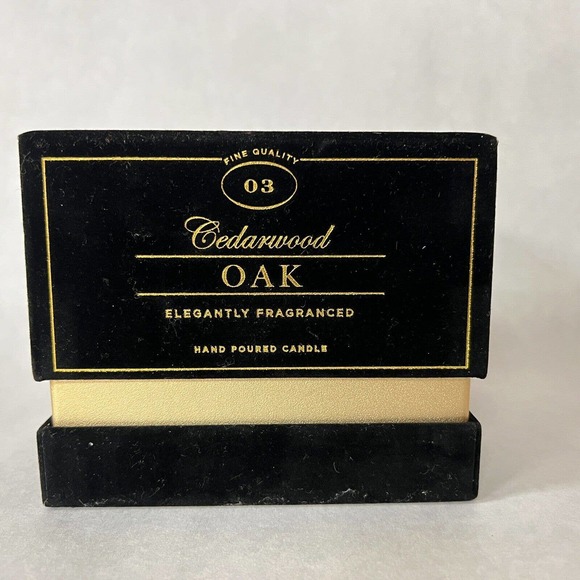 FINE QUALITY
03
Cedarwood
OAK
ELEGANTLY FRAGRANCED
HAND POURED CANDLE